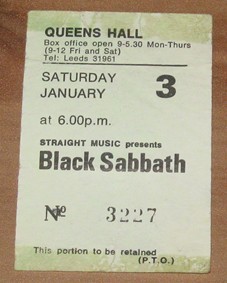 QUEENS HALL
Box office open 9-5.30 Mon-Thurs
(9-12 Fri and Sat)
Tel: Leeds 31961
SATURDAY
JANUARY 3
at 6.00p.m.
STRAIGHT MUSIC presents
Black Sabbath
No 3227
This portion to be retained
(P.T.O.)